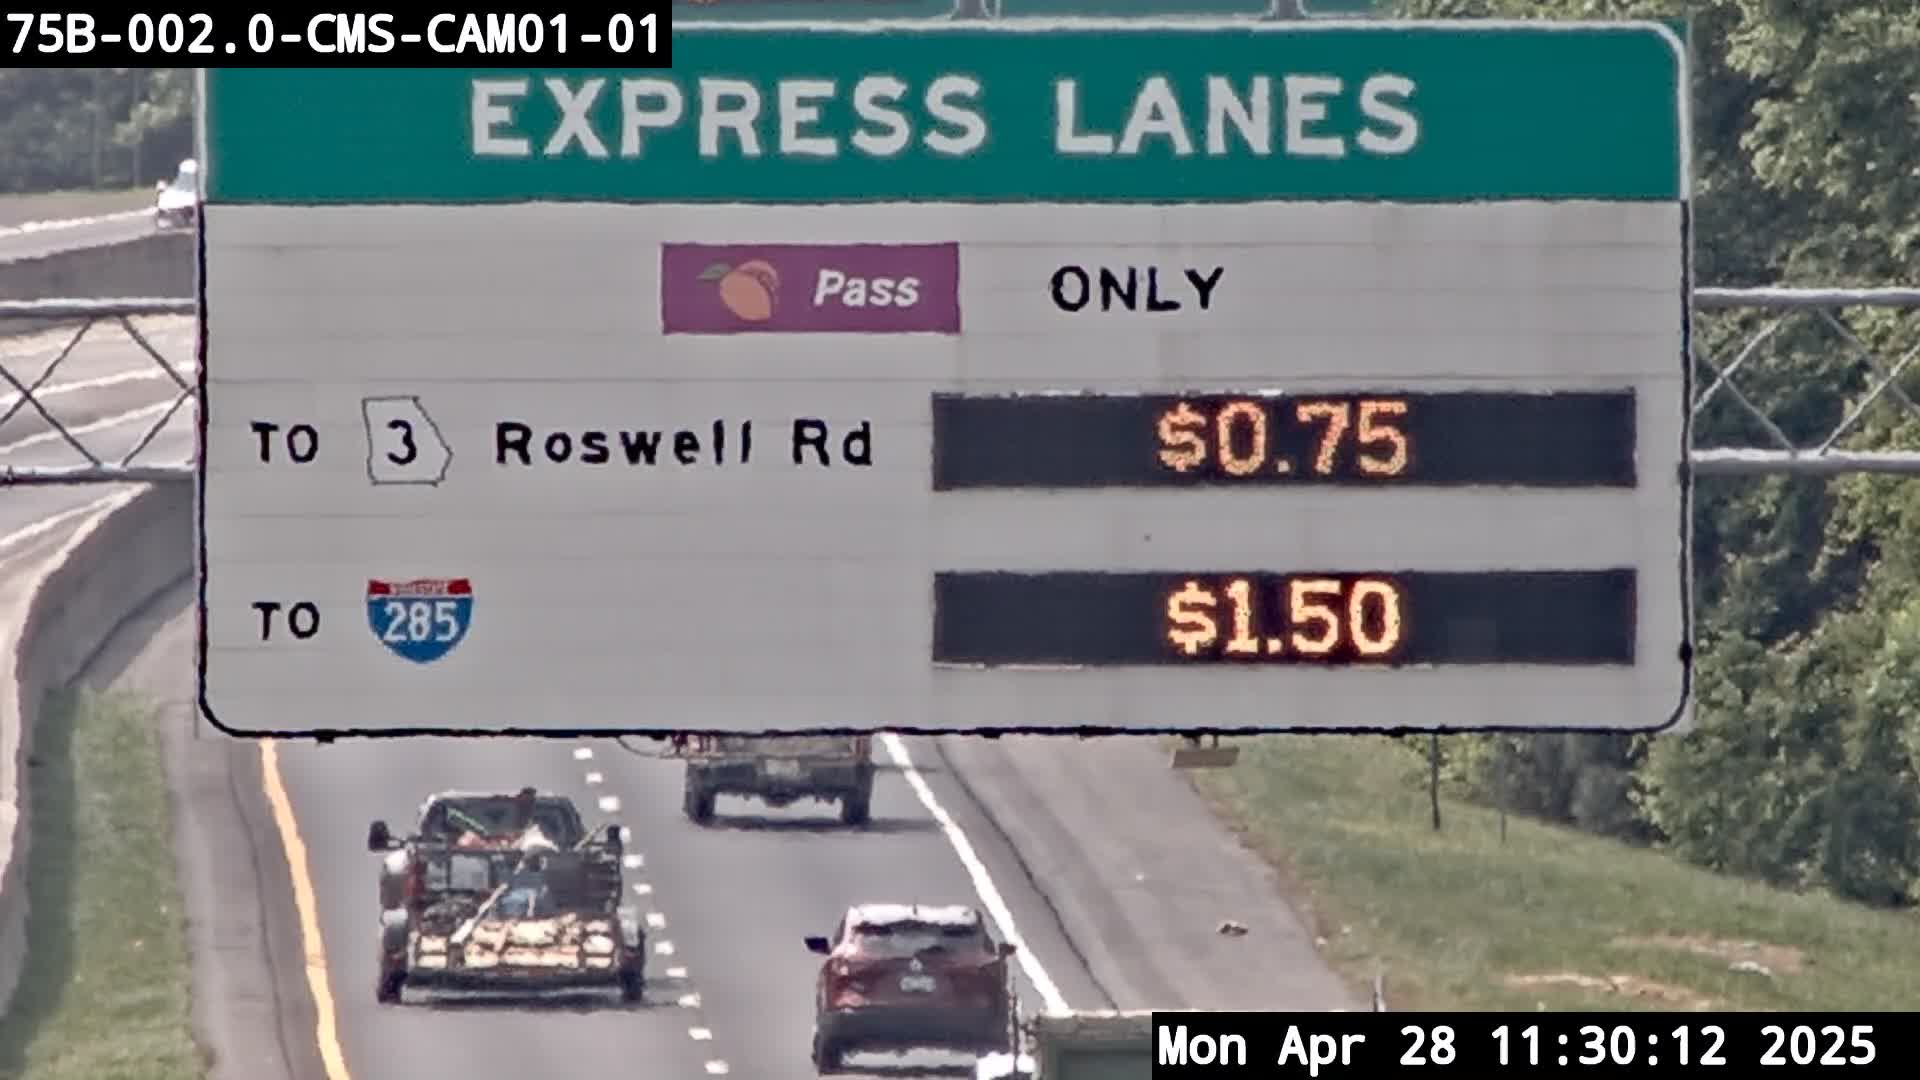 75B-002.0-CMS-CAM01-01
EXPRESS LANES
Pass ONLY
TO 3 Roswell Rd $0.75
TO INTERSTATE 285 $1.50
Mon Apr 28 11:30:12 2025